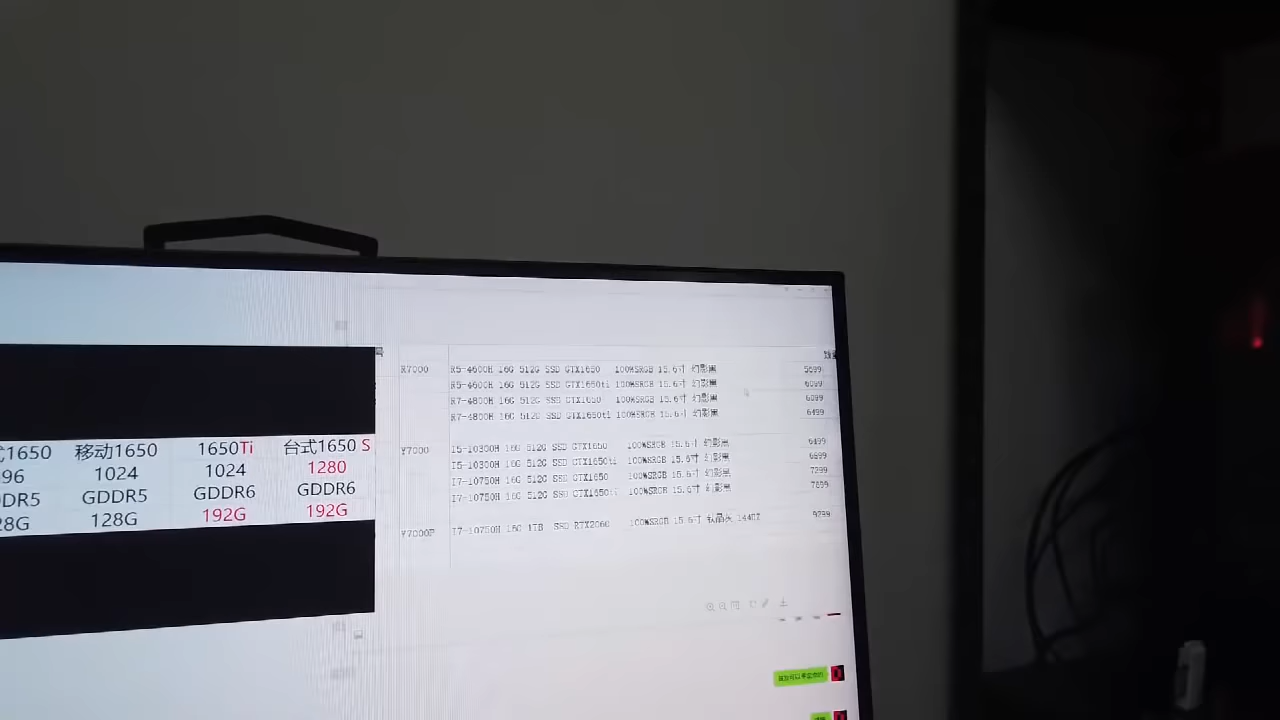 1650 移动1650 1650Ti 台式1650 S
96 1024 1024 1280
DDR5 GDDR5 GDDR6 GDDR6
28G 128G 192G 192G
R7000 R5-4600H 16G 512G SSD GTX1650 100%SRGB 15.6寸 幻影黑 5699
R5-4600H 16G 512G SSD GTX1650ti 100%SRGB 15.6寸 幻影黑 6099
R7-4800H 16G 512G SSD GTX1650 100%SRGB 15.6寸 幻影黑 6099
R7-4800H 16G 512G SSD GTX1650ti 100%SRGB 15.6寸 幻影黑 6499
Y7000 I5-10300H 16G 512G SSD GTX1650 100%SRGB 15.6寸 幻影黑 6499
I5-10300H 16G 512G SSD GTX1650ti 100%SRGB 15.6寸 幻影黑 6899
I7-10750H 16G 512G SSD GTX1650 100%SRGB 15.6寸 幻影黑 7299
I7-10750H 16G 512G SSD GTX1650ti 100%SRGB 15.6寸 幻影黑
Y7000P I7-10750H 16G 1TB SSD RTX2060 100%SRGB 15.6寸 144HZ 9299